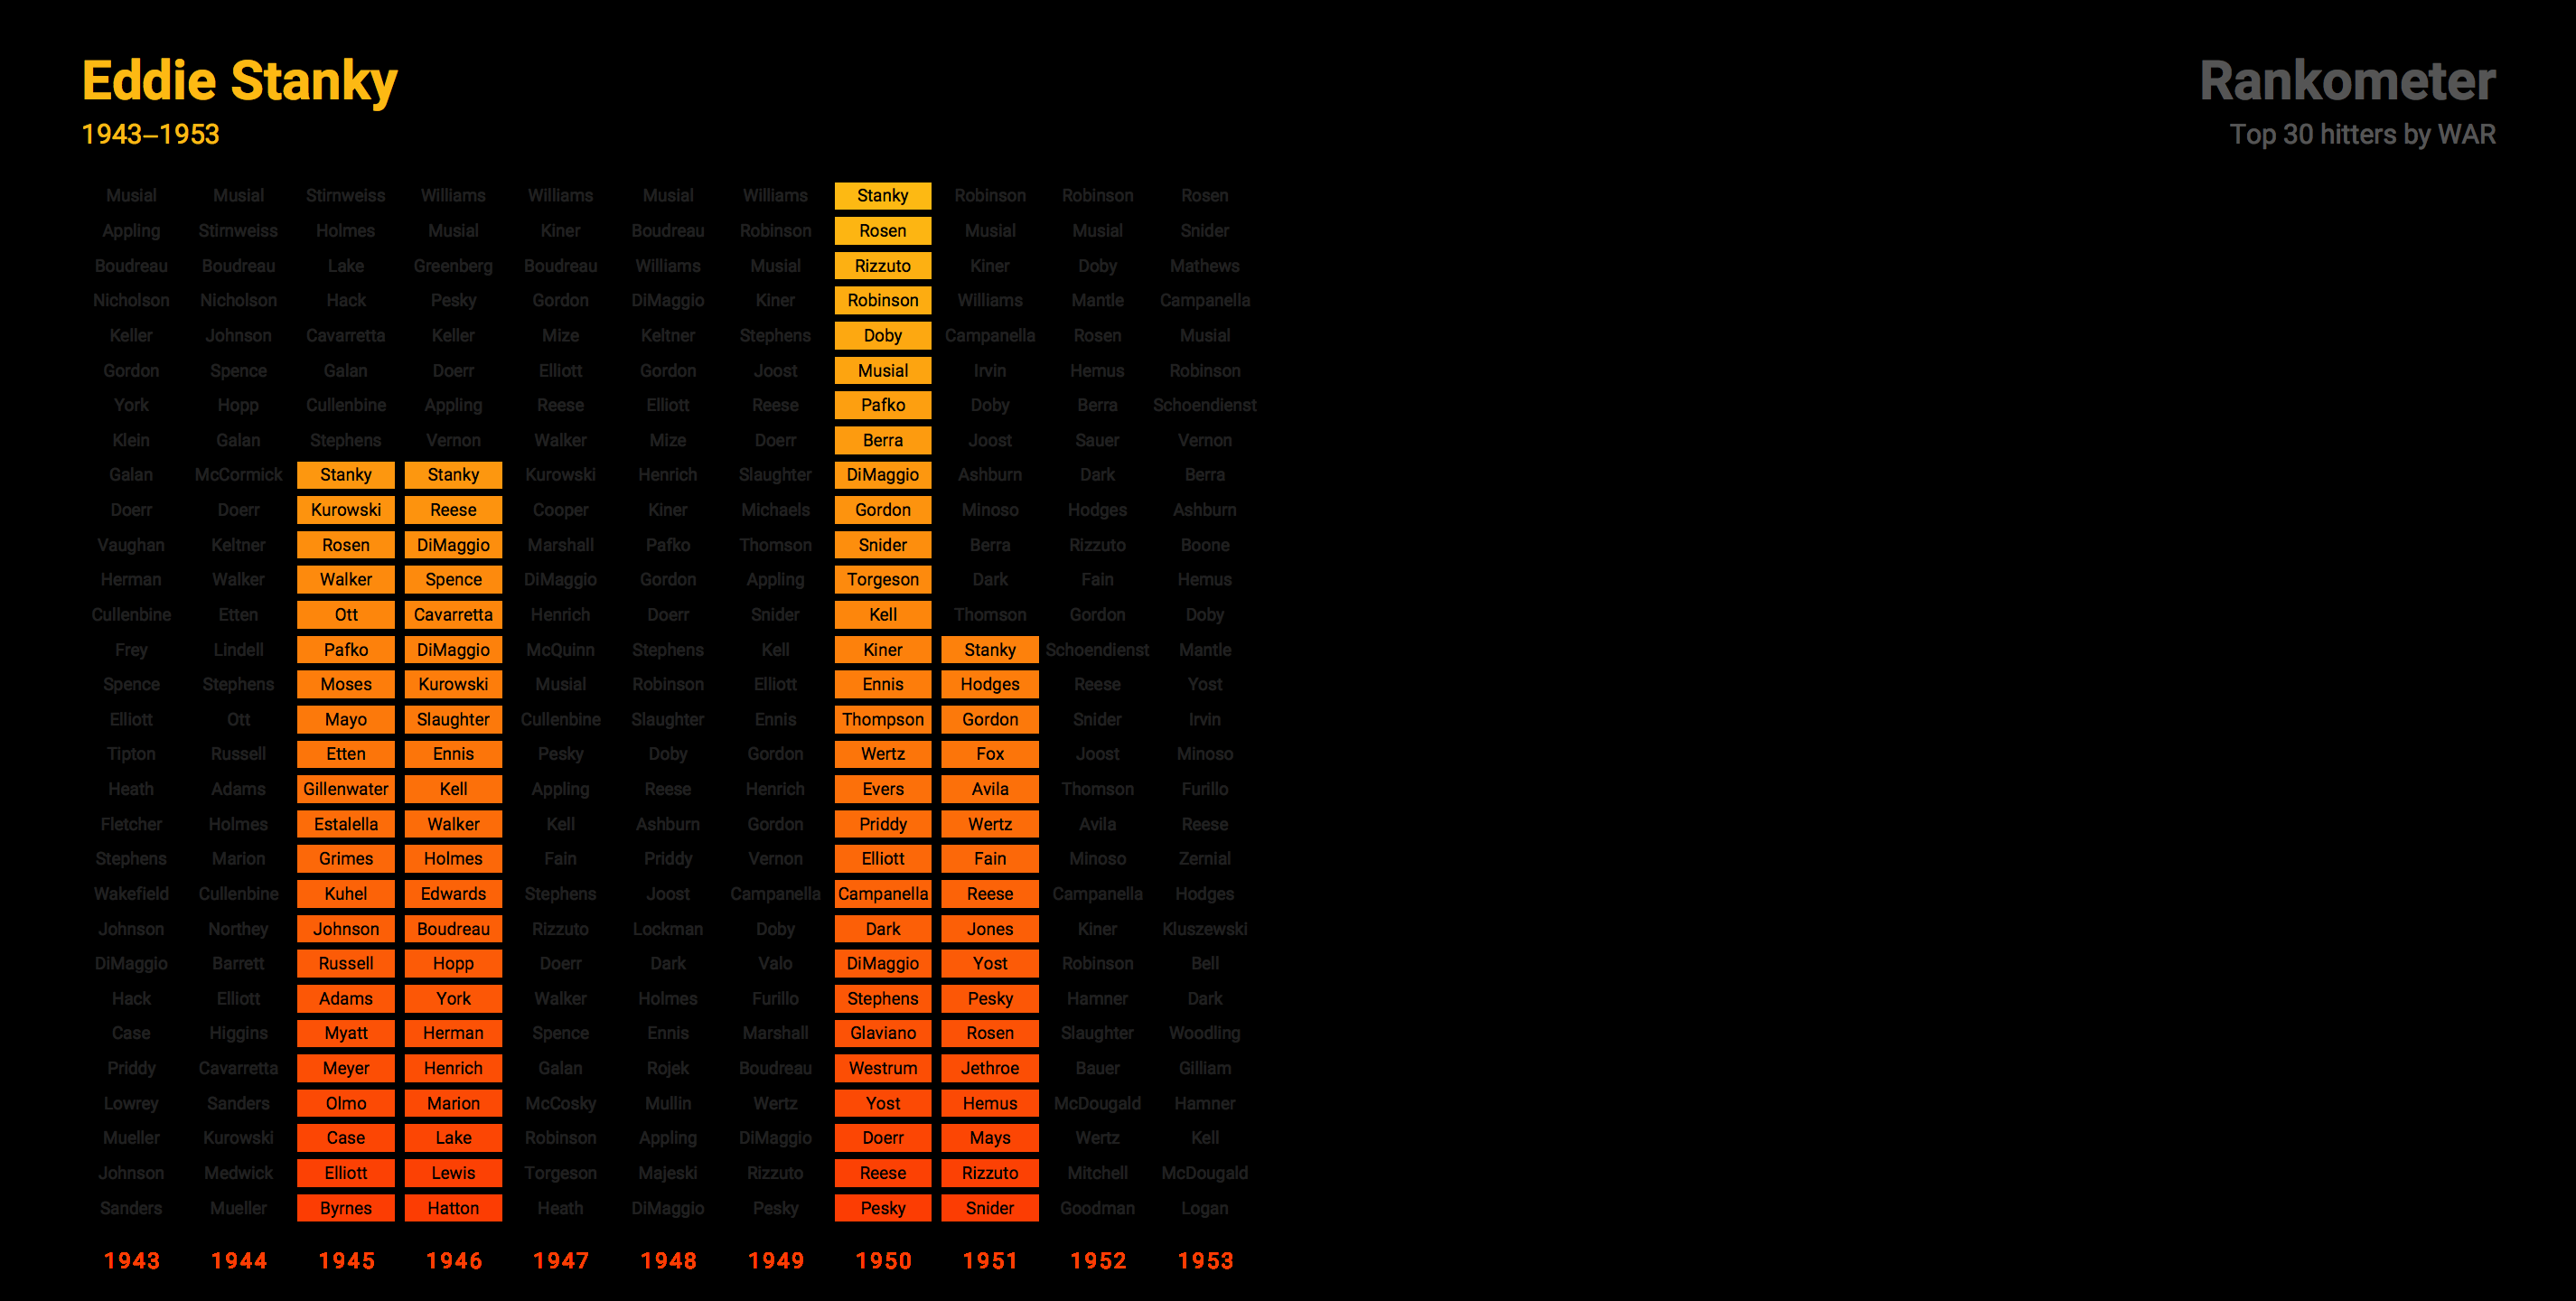 Eddie Stanky
1943–1953
Rankometer
Top 30 hitters by WAR
Musial Musial Stirnweiss Williams Williams Musial Williams Stanky Robinson Robinson Rosen
Appling Stirnweiss Holmes Musial Kiner Boudreau Robinson Rosen Musial Musial Snider
Boudreau Boudreau Lake Greenberg Boudreau Williams Musial Rizzuto Kiner Doby Mathews
Nicholson Nicholson Hack Pesky Gordon DiMaggio Kiner Robinson Williams Mantle Campanella
Keller Johnson Cavarretta Keller Mize Keltner Stephens Doby Campanella Rosen Musial
Gordon Spence Galan Doerr Elliott Gordon Joost Musial Irvin Hemus Robinson
York Hopp Cullenbine Appling Reese Elliott Reese Pafko Doby Berra Schoendienst
Klein Galan Stephens Vernon Walker Mize Doerr Berra Joost Sauer Vernon
Galan McCormick Stanky Stanky Kurowski Henrich Slaughter DiMaggio Ashburn Dark Berra
Doerr Doerr Kurowski Reese Cooper Kiner Michaels Gordon Minoso Hodges Ashburn
Vaughan Keltner Rosen DiMaggio Marshall Pafko Thomson Snider Berra Rizzuto Boone
Herman Walker Walker Spence DiMaggio Gordon Appling Torgeson Dark Fain Hemus
Cullenbine Etten Ott Cavarretta Henrich Doerr Snider Kell Thomson Gordon Doby
Frey Lindell Pafko DiMaggio McQuinn Stephens Kell Kiner Stanky Schoendienst Mantle
Spence Stephens Moses Kurowski Musial Robinson Elliott Ennis Hodges Reese Yost
Elliott Ott Mayo Slaughter Cullenbine Slaughter Ennis Thompson Gordon Snider Irvin
Tipton Russell Etten Ennis Pesky Doby Gordon Wertz Fox Joost Minoso
Heath Adams Gillenwater Kell Appling Reese Henrich Evers Avila Thomson Furillo
Fletcher Holmes Estalella Walker Kell Ashburn Gordon Priddy Wertz Avila Reese
Stephens Marion Grimes Holmes Fain Priddy Vernon Elliott Fain Minoso Zernial
Wakefield Cullenbine Kuhel Edwards Stephens Joost Campanella Campanella Reese Campanella Hodges
Johnson Northey Johnson Boudreau Rizzuto Lockman Doby Dark Jones Kiner Kluszewski
DiMaggio Barrett Russell Hopp Doerr Dark Valo DiMaggio Yost Robinson Bell
Hack Elliott Adams York Walker Holmes Furillo Stephens Pesky Hamner Dark
Case Higgins Myatt Herman Spence Ennis Marshall Glaviano Rosen Slaughter Woodling
Priddy Cavarretta Meyer Henrich Galan Rojek Boudreau Westrum Jethroe Bauer Gilliam
Lowrey Sanders Olmo Marion McCosky Mullin Wertz Yost Hemus McDougald Hamner
Mueller Kurowski Case Lake Robinson Appling DiMaggio Doerr Mays Wertz Kell
Johnson Medwick Elliott Lewis Torgeson Majeski Rizzuto Reese Rizzuto Mitchell McDougald
Sanders Mueller Byrnes Hatton Heath DiMaggio Pesky Pesky Snider Goodman Logan
1943 1944 1945 1946 1947 1948 1949 1950 1951 1952 1953